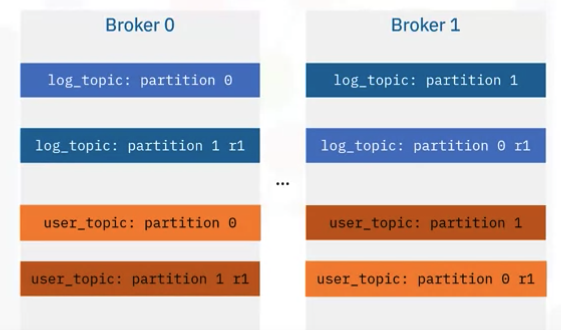 Broker 0
log_topic: partition 0
log_topic: partition 1 r1
user_topic: partition 0
user_topic: partition 1 r1
...
Broker 1
log_topic: partition 1
log_topic: partition 0 r1
user_topic: partition 1
user_topic: partition 0 r1